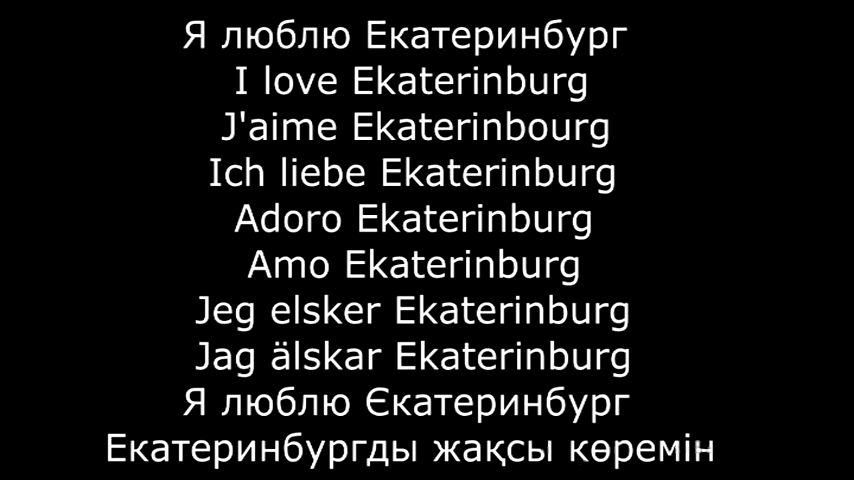 Я люблю Екатеринбург
I love Ekaterinburg
J'aime Ekaterinbourg
Ich liebe Ekaterinburg
Adoro Ekaterinburg
Amo Ekaterinburg
Jeg elsker Ekaterinburg
Jag älskar Ekaterinburg
Я люблю Єкатеринбург
Екатеринбургды жақсы көремін